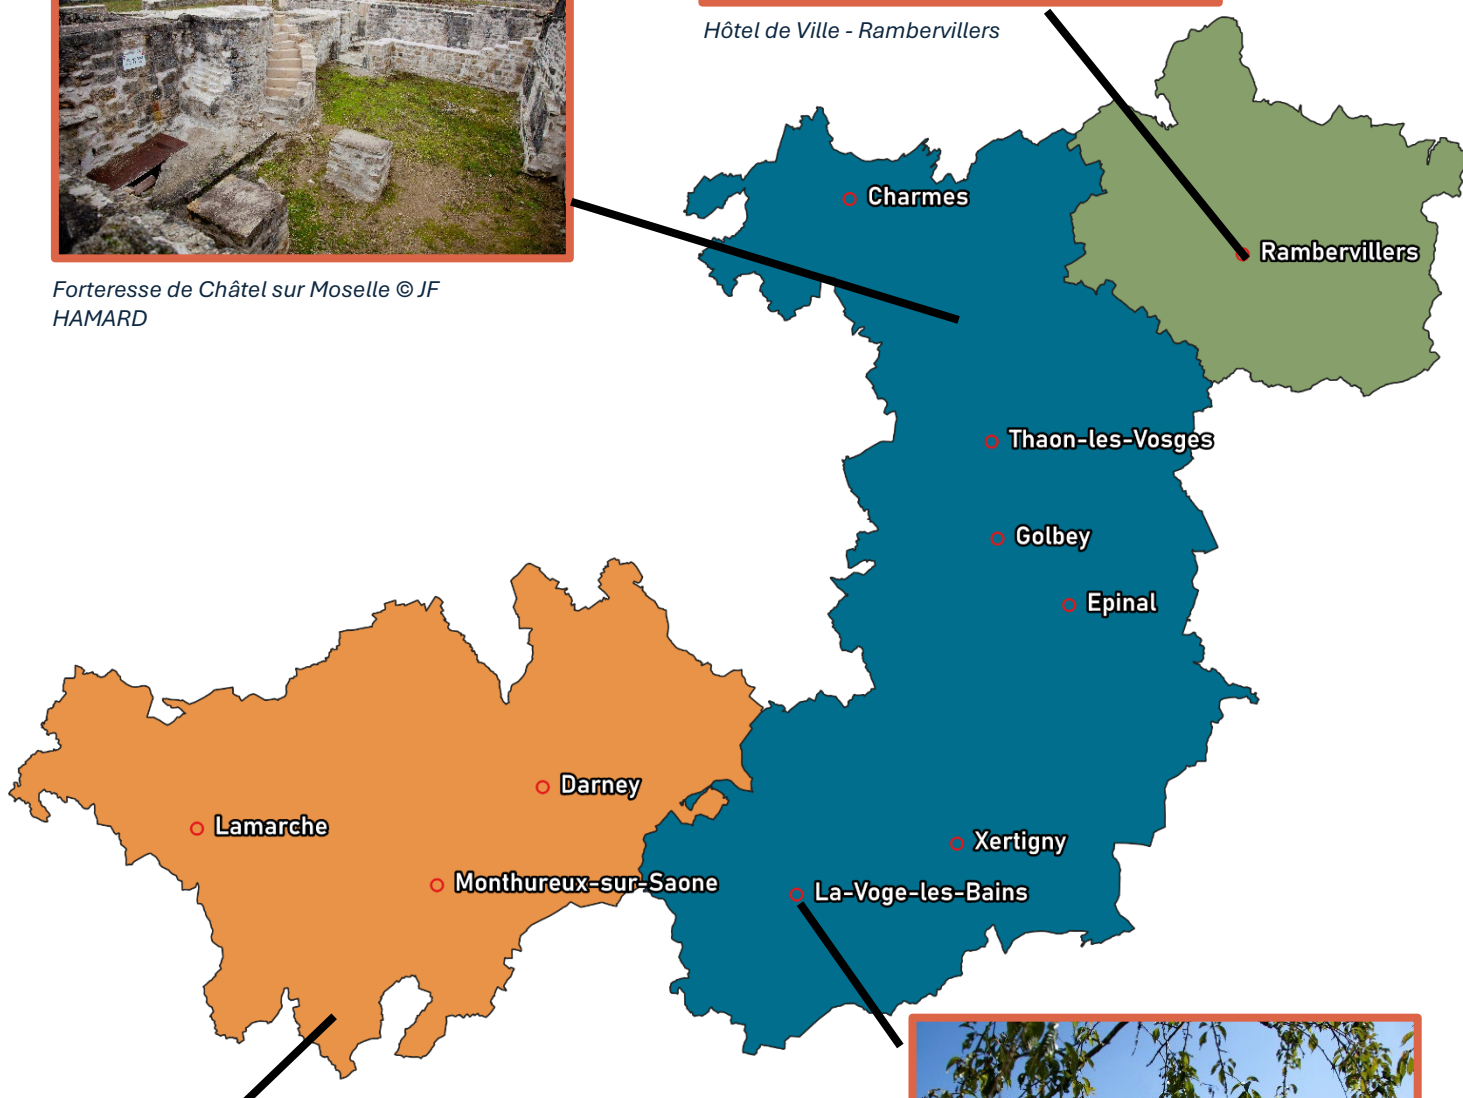 Hôtel de Ville - Rambervillers
Charmes
Rambervillers
Forteresse de Châtel sur Moselle © JF
HAMARD
Thaon-les-Vosges
Golbey
Epinal
Darney
Lamarche
Xertigny
Monthureux-sur-Saone
La-Voge-les-Bains